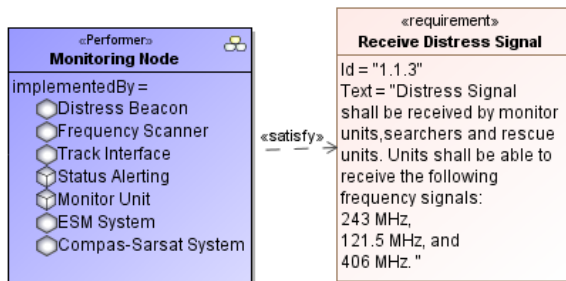 «Performer»
Monitoring Node
implementedBy =
Distress Beacon
Frequency Scanner
Track Interface
Status Alerting
Monitor Unit
ESM System
Compas-Sarsat System
«satisfy»
«requirement»
Receive Distress Signal
Id = "1.1.3"
Text = "Distress Signal
shall be received by monitor
units,searchers and rescue
units. Units shall be able to
receive the following
frequency signals:
243 MHz,
121.5 MHz, and
406 MHz. "